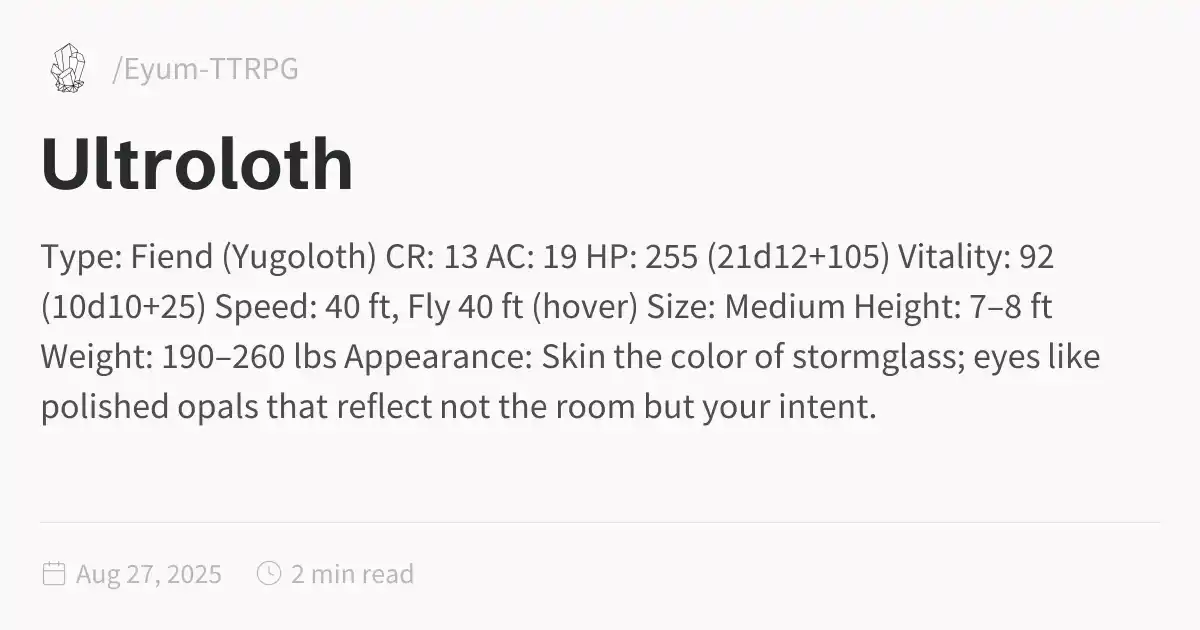 /Eyum-TTRPG
Ultroloth
Type: Fiend (Yugoloth) CR: 13 AC: 19 HP: 255 (21d12+105) Vitality: 92
(10d10+25) Speed: 40 ft, Fly 40 ft (hover) Size: Medium Height: 7–8 ft
Weight: 190–260 lbs Appearance: Skin the color of stormglass; eyes like
polished opals that reflect not the room but your intent.
Aug 27, 2025 2 min read